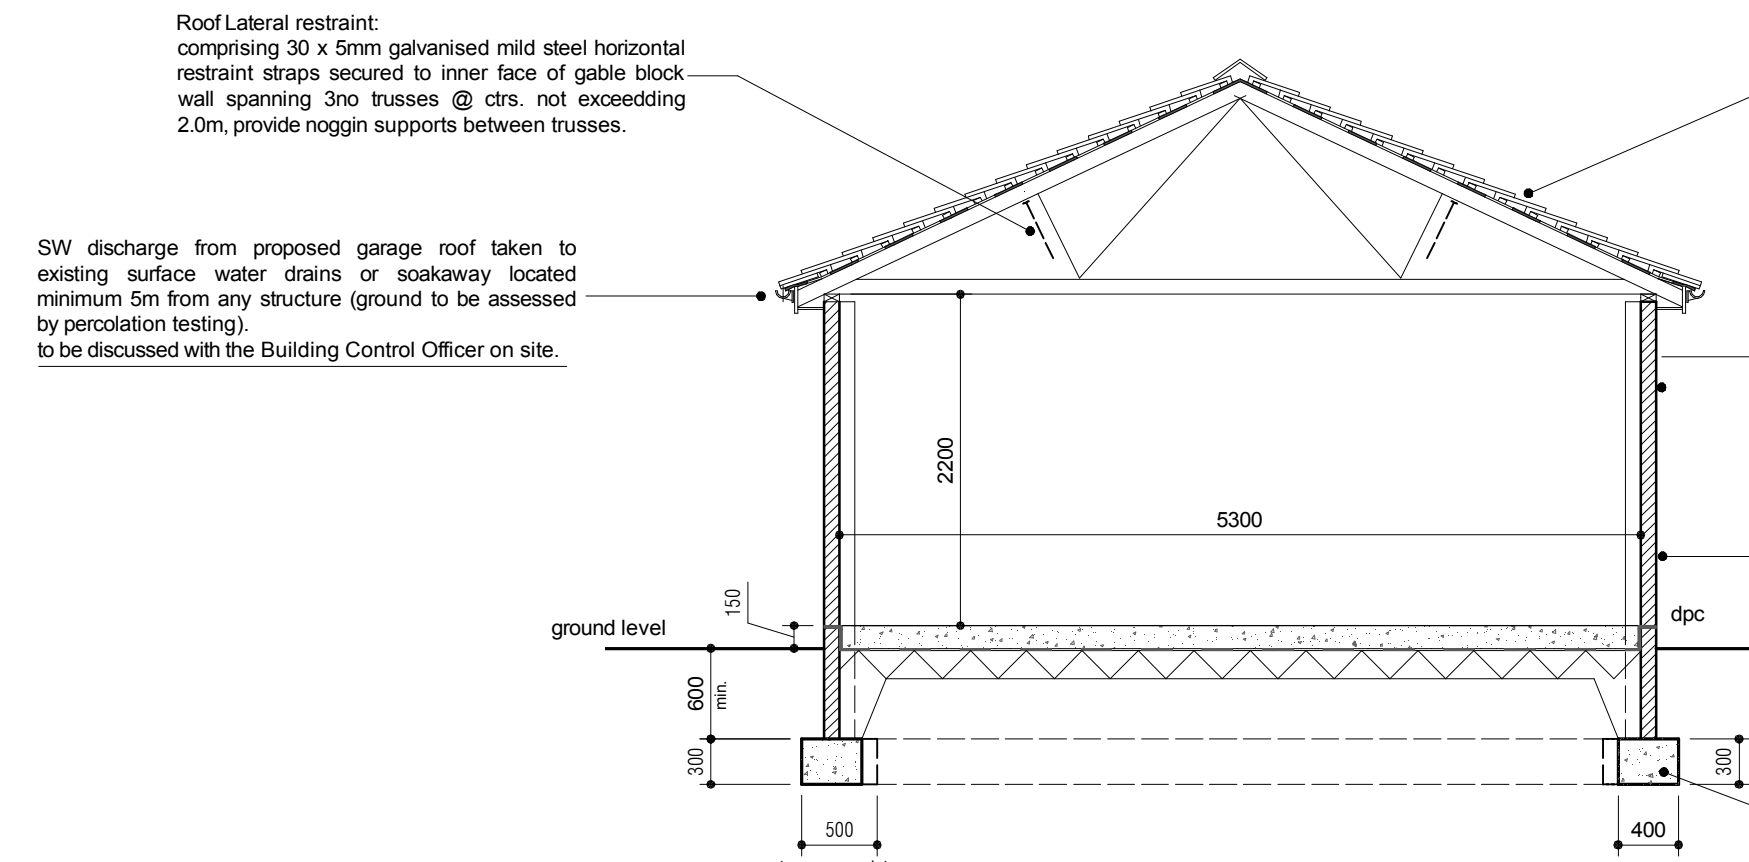 Roof Lateral restraint:
comprising 30 x 5mm galvanised mild steel horizontal
restraint straps secured to inner face of gable block
wall spanning 3no trusses @ ctrs. not exceedding
2.0m, provide noggin supports between trusses.
SW discharge from proposed garage roof taken to
existing surface water drains or soakaway located
minimum 5m from any structure (ground to be assessed
by percolation testing).
to be discussed with the Building Control Officer on site.
2200
5300
150
ground level
dpc
600
min.
300
300
500
400